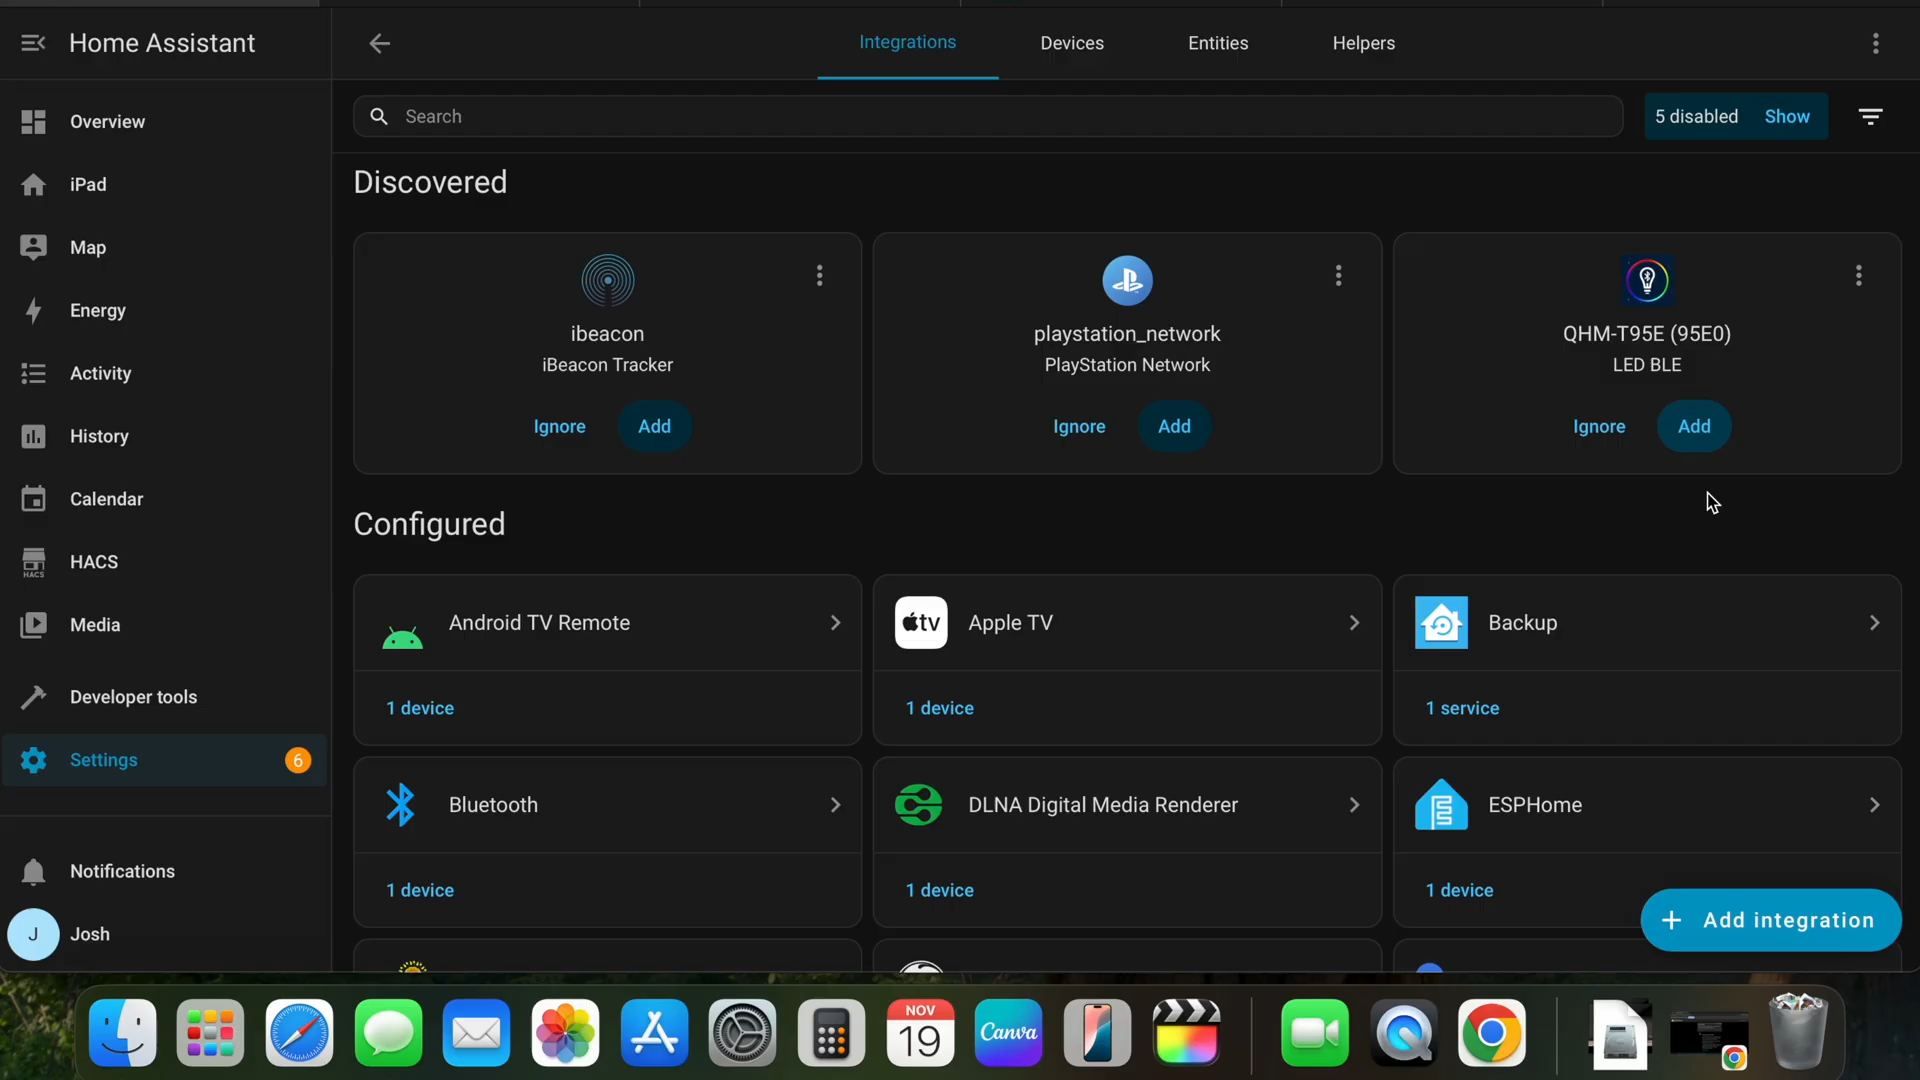 Home Assistant
Integrations
Devices
Entities
Helpers
Overview
iPad
Map
Energy
Activity
History
Calendar
HACS
HACS
Media
Developer tools
Settings
6
Notifications
J
Josh
Search
5 disabled
Show
Discovered
ibeacon
iBeacon Tracker
Ignore
Add
playstation_network
PlayStation Network
Ignore
Add
QHM-T95E (95E0)
LED BLE
Ignore
Add
Configured
Android TV Remote
1 device
tv
Apple TV
1 device
Backup
1 service
Bluetooth
1 device
DLNA Digital Media Renderer
1 device
ESPHome
1 device
+ Add integration
NOV
19
Canva